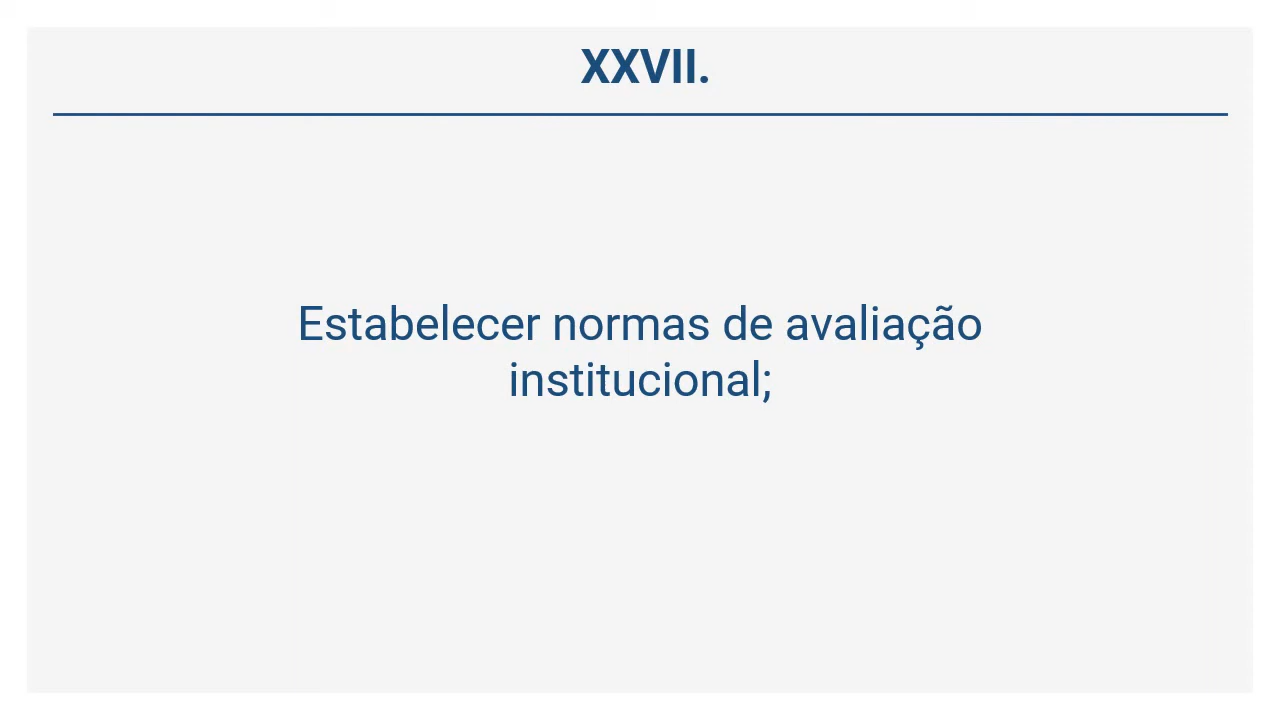 XXVII.
Estabelecer normas de avaliação
institucional;